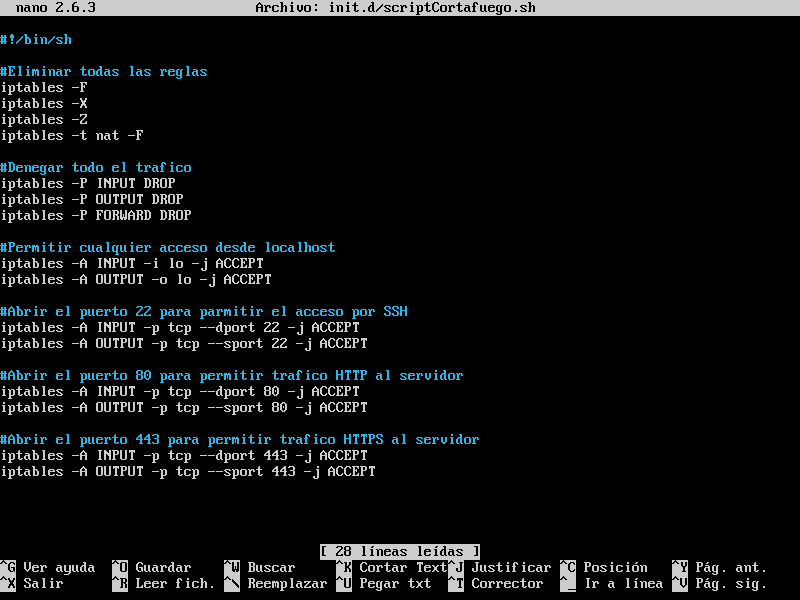 nano 2.6.3 Archivo: init.d/scriptCortafuego.sh
#!/bin/sh
#Eliminar todas las reglas
iptables -F
iptables -X
iptables -Z
iptables -t nat -F
#Denegar todo el trafico
iptables -P INPUT DROP
iptables -P OUTPUT DROP
iptables -P FORWARD DROP
#Permitir cualquier acceso desde localhost
iptables -A INPUT -i lo -j ACCEPT
iptables -A OUTPUT -o lo -j ACCEPT
#Abrir el puerto 22 para parmitir el acceso por SSH
iptables -A INPUT -p tcp --dport 22 -j ACCEPT
iptables -A OUTPUT -p tcp --sport 22 -j ACCEPT
#Abrir el puerto 80 para permitir trafico HTTP al servidor
iptables -A INPUT -p tcp --dport 80 -j ACCEPT
iptables -A OUTPUT -p tcp --sport 80 -j ACCEPT
#Abrir el puerto 443 para permitir trafico HTTPS al servidor
iptables -A INPUT -p tcp --dport 443 -j ACCEPT
iptables -A OUTPUT -p tcp --sport 443 -j ACCEPT
[ 28 líneas leídas ]
^G Ver ayuda ^O Guardar ^W Buscar ^K Cortar Text ^J Justificar ^C Posición ^Y Pág. ant.
^X Salir ^R Leer fich. ^\ Reemplazar ^U Pegar txt ^T Corrector ^_ Ir a línea ^V Pág. sig.